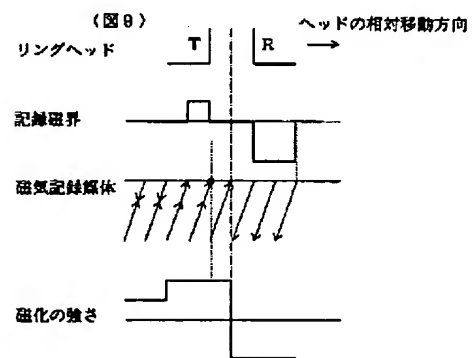 (図9)
ヘッドの相対移動方向
リングヘッド T R
記録磁界
磁気記録媒体
磁化の強さ